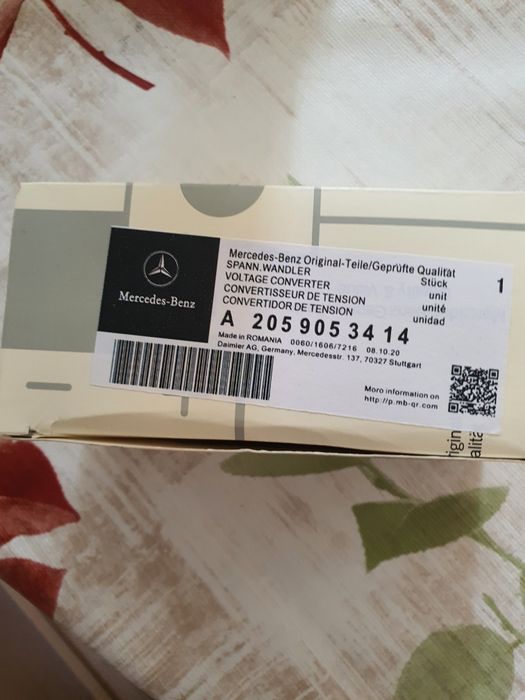 Mercedes-Benz
Mercedes-Benz Original-Teile/Geprüfte Qualität
SPANN.WANDLER Stück
VOLTAGE CONVERTER unit
CONVERTISSEUR DE TENSION unité
CONVERTIDOR DE TENSION unidad
1
A 205 905 34 14
Made in ROMANIA 0060/1606/7216 08.10.20
Daimler AG, Germany, Mercedesstr. 137, 70327 Stuttgart
Moro information on
http://p.mb-qr.com